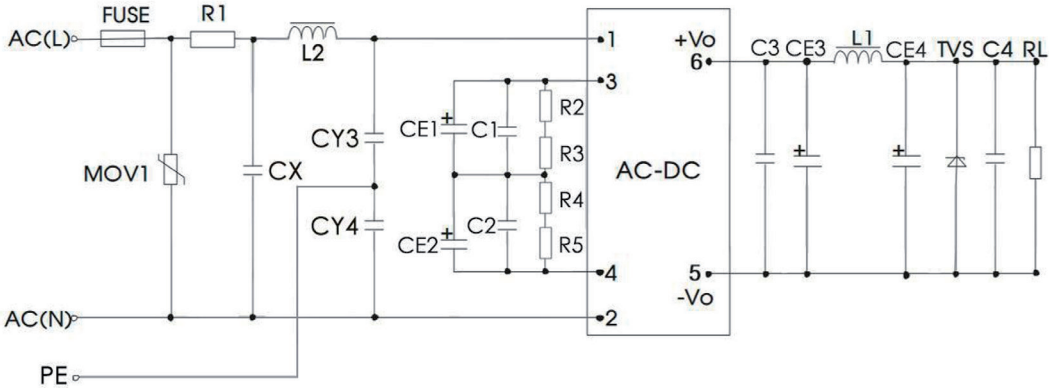 FUSE
R1
AC(L)
L2
1
3
+Vo
6
C3
CE3
L1
CE4
TVS
C4
RL
MOV1
CX
CY3
CY4
CE1
+
C1
R2
R3
AC-DC
+
+
CE2
+
C2
R4
R5
4
2
5
-Vo
AC(N)
PE